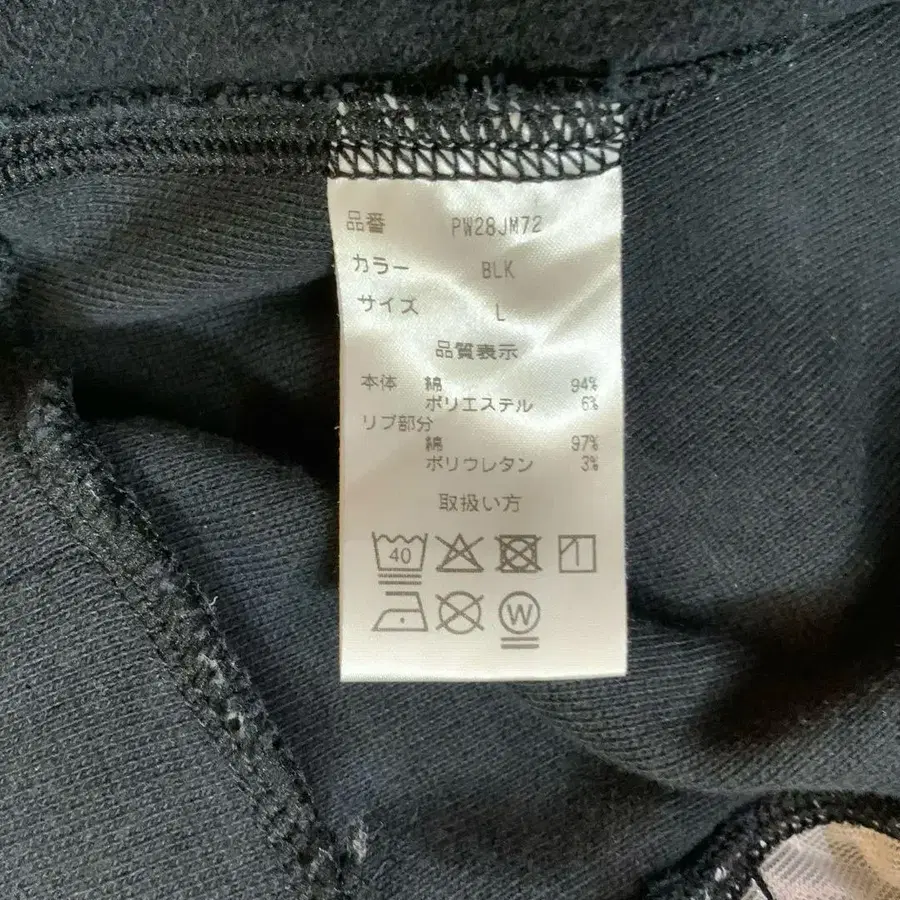 品番 PW28JM72
カラー BLK
サイズ L
品質表示
本体 綿 94%
ポリエステル 6%
リブ部分
綿 97%
ポリウレタン 3%
取扱い方
40
W